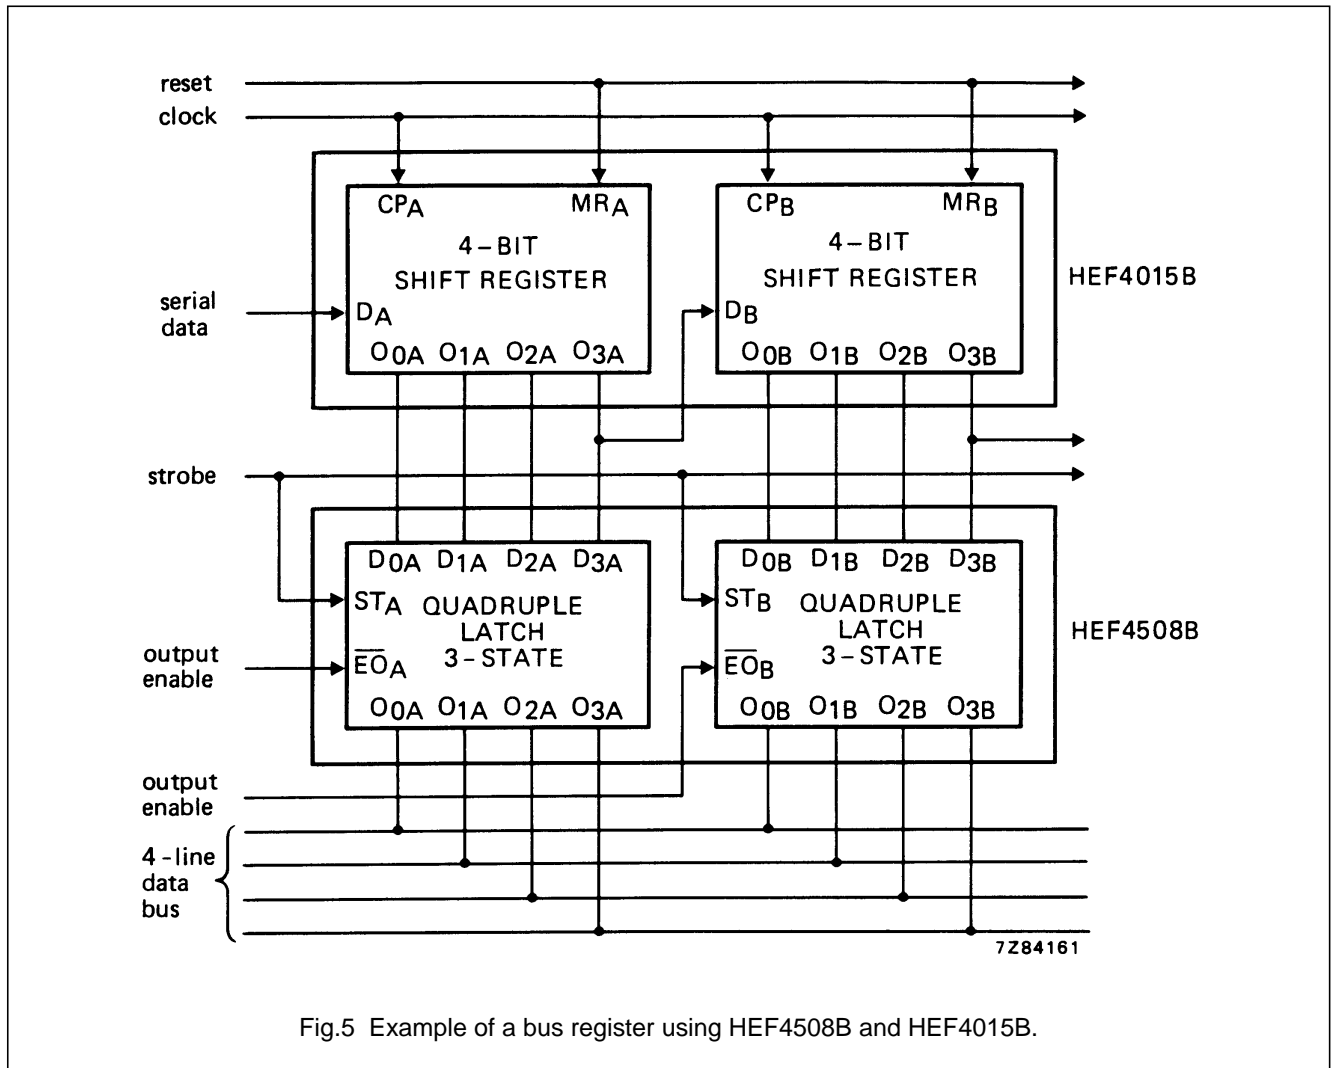 reset
clock
CPA MRA CPB MRB
4-BIT 4-BIT
SHIFT REGISTER SHIFT REGISTER HEF4015B
serial
data
DA DB
O0A O1A O2A O3A O0B O1B O2B O3B
strobe
D0A D1A D2A D3A D0B D1B D2B D3B
STA QUADRUPLE STB QUADRUPLE
LATCH LATCH HEF4508B
3-STATE 3-STATE
output
enable
E̅O̅A E̅O̅B
O0A O1A O2A O3A O0B O1B O2B O3B
output
enable
4-line
data
bus
7Z84161
Fig.5 Example of a bus register using HEF4508B and HEF4015B.